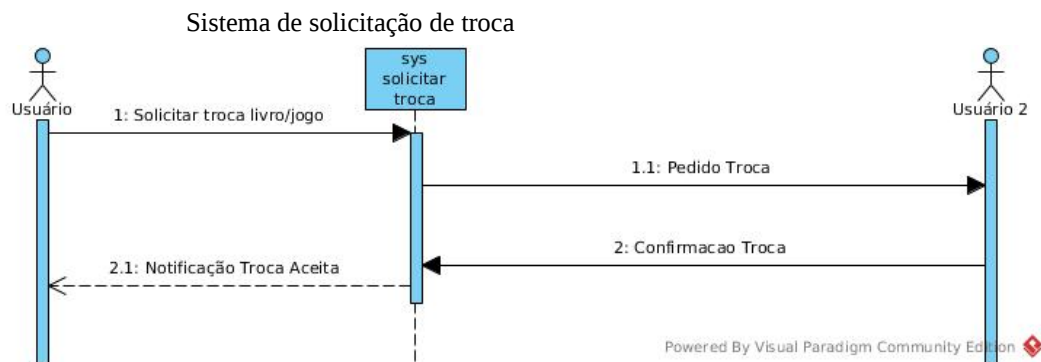 Sistema de solicitação de troca
sys
solicitar
troca
Usuário
Usuário 2
1: Solicitar troca livro/jogo
1.1: Pedido Troca
2: Confirmacao Troca
2.1: Notificação Troca Aceita
Powered By Visual Paradigm Community Edition